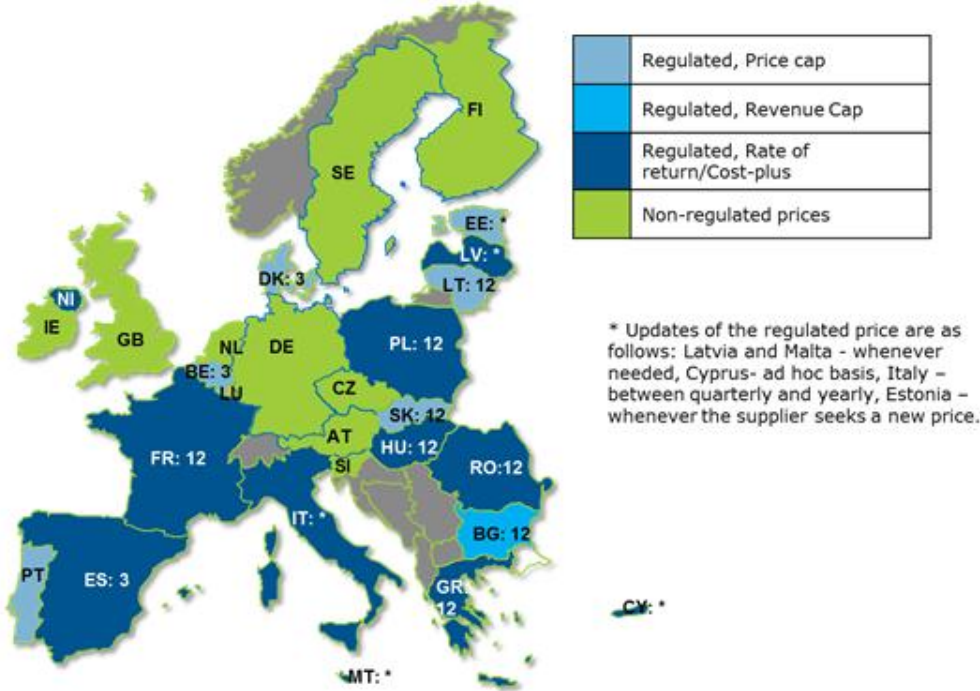 Regulated, Price cap
Regulated, Revenue Cap
Regulated, Rate of
return/Cost-plus
Non-regulated prices
FI
SE
EE: *
LV: *
DK: 3
LT: 12
NI
IE
GB
NL
DE
PL: 12
BE: 3
LU
CZ
SK: 12
AT
HU: 12
FR: 12
SI
RO:12
IT: *
BG: 12
PT
ES: 3
GR:
12
CY: *
MT: *
* Updates of the regulated price are as
follows: Latvia and Malta - whenever
needed, Cyprus- ad hoc basis, Italy –
between quarterly and yearly, Estonia –
whenever the supplier seeks a new price.